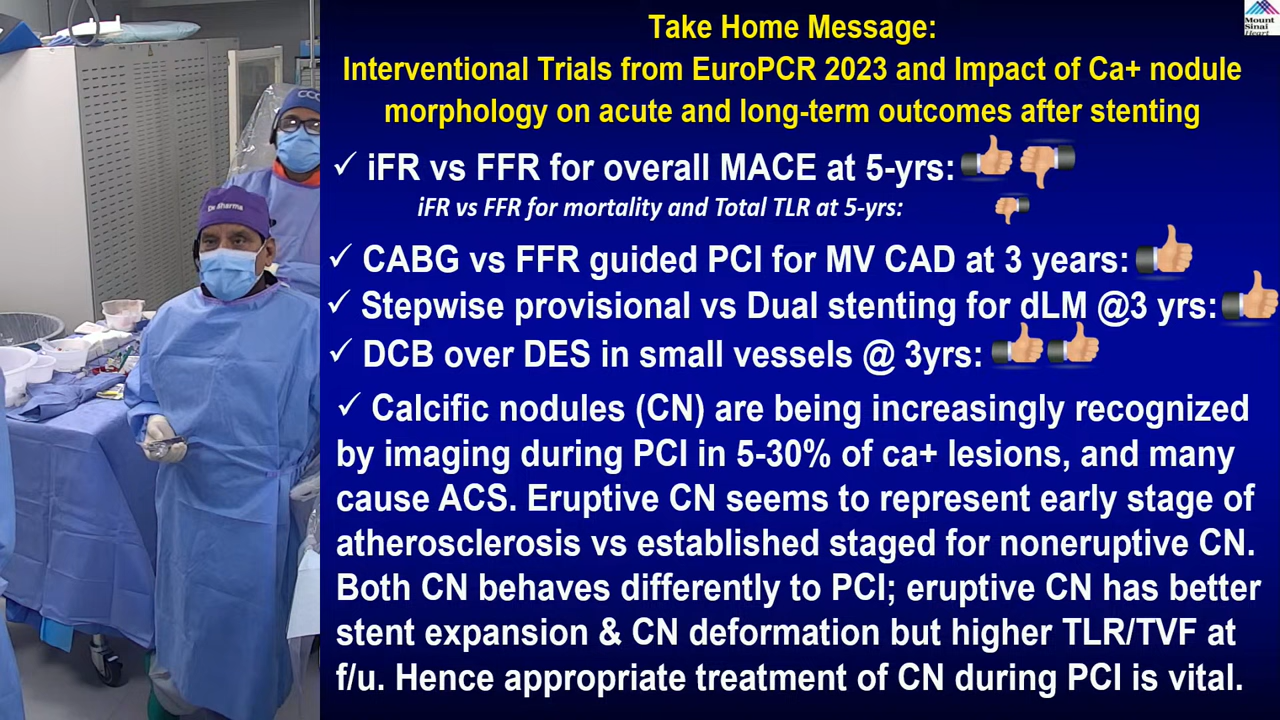 Take Home Message:
Interventional Trials from EuroPCR 2023 and Impact of Ca+ nodule
morphology on acute and long-term outcomes after stenting
✓ iFR vs FFR for overall MACE at 5-yrs:
iFR vs FFR for mortality and Total TLR at 5-yrs:
✓ CABG vs FFR guided PCI for MV CAD at 3 years:
✓ Stepwise provisional vs Dual stenting for dLM @3 yrs:
✓ DCB over DES in small vessels @ 3yrs:
✓ Calcific nodules (CN) are being increasingly recognized
by imaging during PCI in 5-30% of ca+ lesions, and many
cause ACS. Eruptive CN seems to represent early stage of
atherosclerosis vs established staged for noneruptive CN.
Both CN behaves differently to PCI; eruptive CN has better
stent expansion & CN deformation but higher TLR/TVF at
f/u. Hence appropriate treatment of CN during PCI is vital.
Mount
Sinai
Heart
Dr Sharma